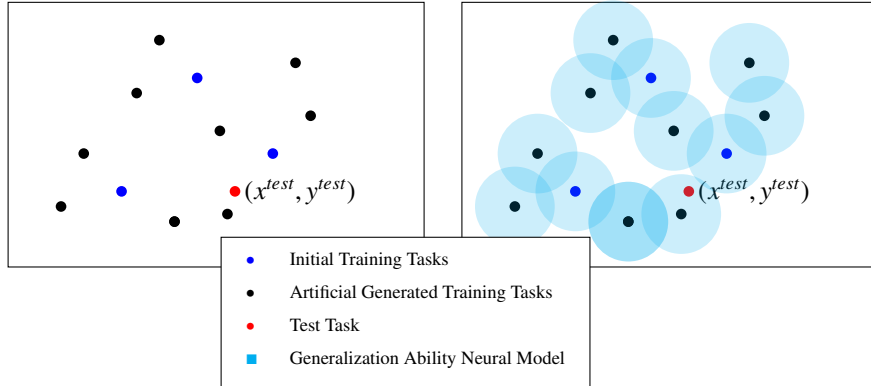 (x^test, y^test)
(x^test, y^test)
Initial Training Tasks
Artificial Generated Training Tasks
Test Task
Generalization Ability Neural Model